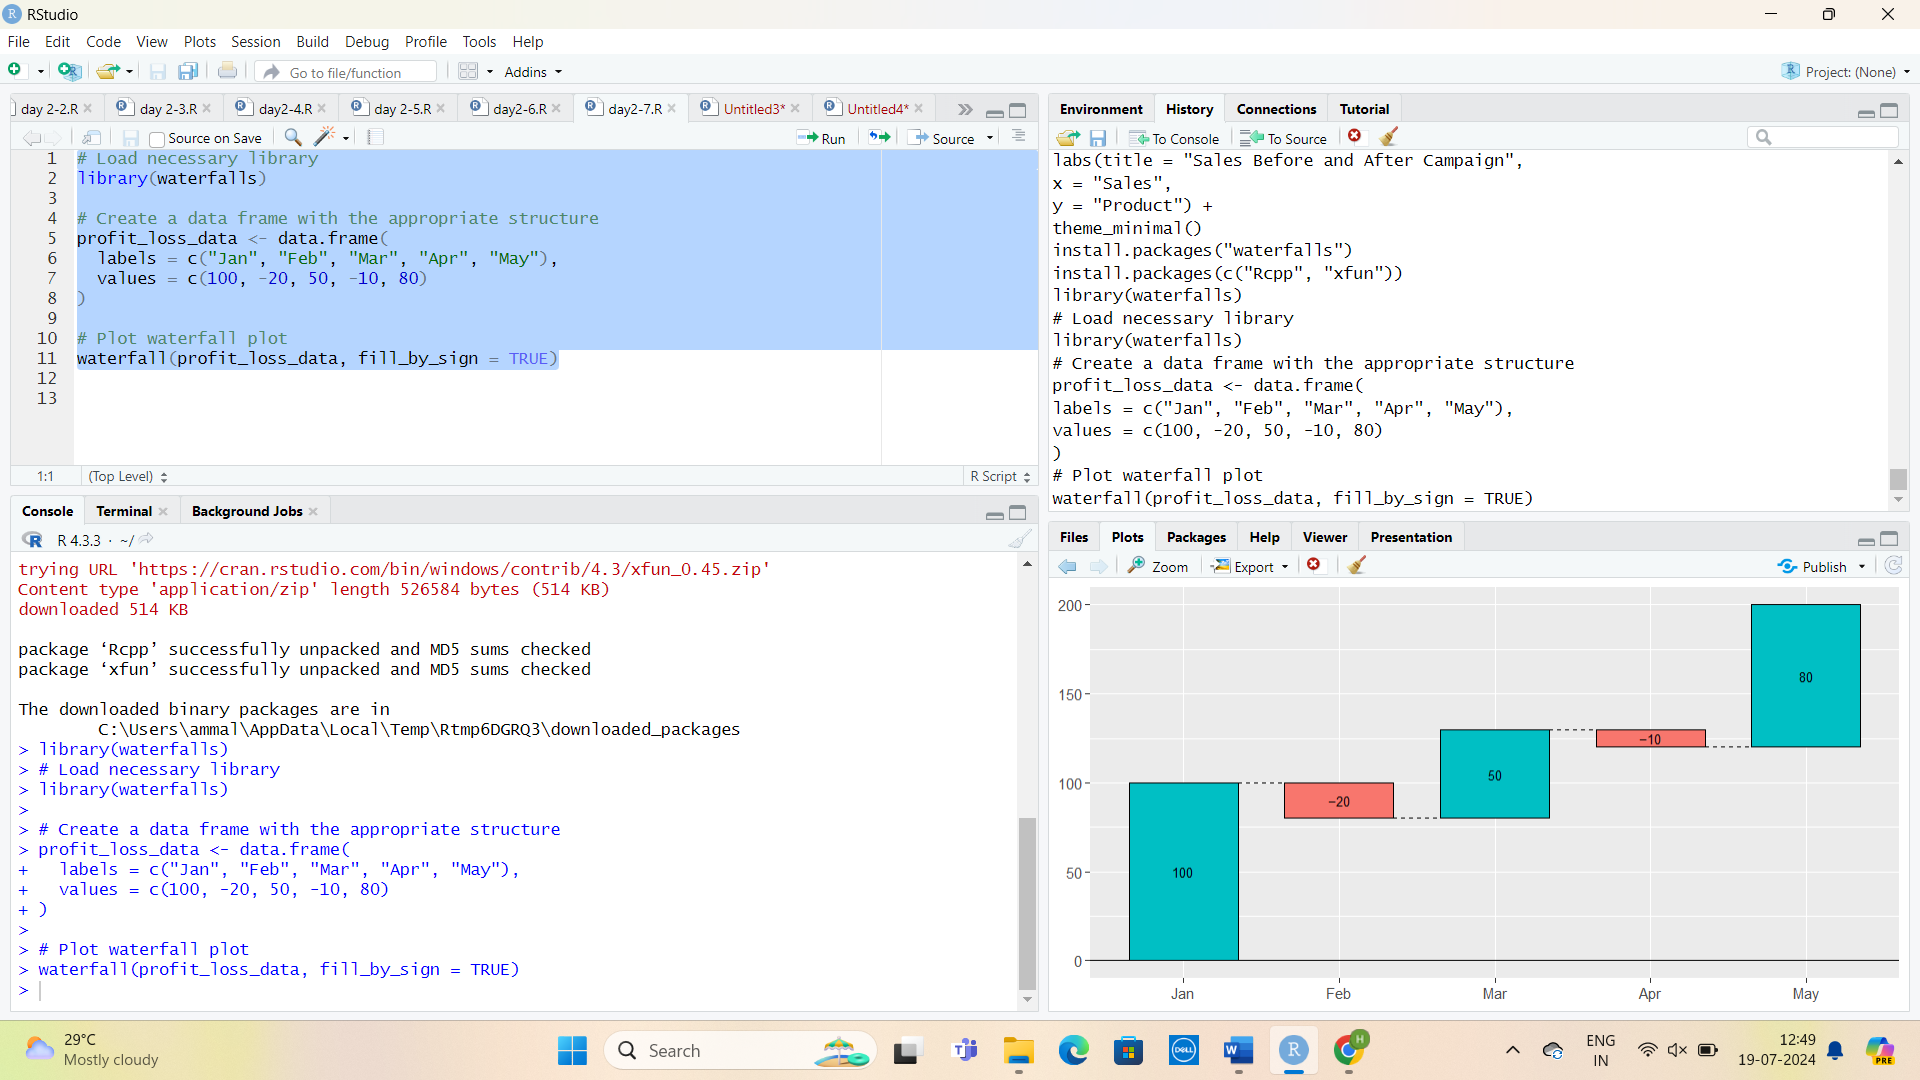 RStudio
File Edit Code View Plots Session Build Debug Profile Tools Help
Go to file/function Addins Project: (None)
day 2-2.R day 2-3.R day2-4.R day 2-5.R day2-6.R day2-7.R Untitled3* Untitled4*
Source on Save Run Source
1 # Load necessary library
2 library(waterfalls)
3
4 # Create a data frame with the appropriate structure
5 profit_loss_data <- data.frame(
6   labels = c("Jan", "Feb", "Mar", "Apr", "May"),
7   values = c(100, -20, 50, -10, 80)
8 )
9
10 # Plot waterfall plot
11 waterfall(profit_loss_data, fill_by_sign = TRUE)
12
13
1:1 (Top Level) R Script
Console Terminal Background Jobs
R 4.3.3 · ~/
trying URL 'https://cran.rstudio.com/bin/windows/contrib/4.3/xfun_0.45.zip'
Content type 'application/zip' length 526584 bytes (514 KB)
downloaded 514 KB
package ‘Rcpp’ successfully unpacked and MD5 sums checked
package ‘xfun’ successfully unpacked and MD5 sums checked
The downloaded binary packages are in
C:\Users\ammal\AppData\Local\Temp\Rtmp6DGRQ3\downloaded_packages
> library(waterfalls)
> # Load necessary library
> library(waterfalls)
>
> # Create a data frame with the appropriate structure
> profit_loss_data <- data.frame(
+   labels = c("Jan", "Feb", "Mar", "Apr", "May"),
+   values = c(100, -20, 50, -10, 80)
+ )
>
> # Plot waterfall plot
> waterfall(profit_loss_data, fill_by_sign = TRUE)
>
Environment History Connections Tutorial
To Console To Source
labs(title = "Sales Before and After Campaign",
x = "Sales",
y = "Product") +
theme_minimal()
install.packages("waterfalls")
install.packages(c("Rcpp", "xfun"))
library(waterfalls)
# Load necessary library
library(waterfalls)
# Create a data frame with the appropriate structure
profit_loss_data <- data.frame(
labels = c("Jan", "Feb", "Mar", "Apr", "May"),
values = c(100, -20, 50, -10, 80)
)
# Plot waterfall plot
waterfall(profit_loss_data, fill_by_sign = TRUE)
Files Plots Packages Help Viewer Presentation
Zoom Export Publish
200
150
100
50
0
100
-20
50
-10
80
Jan Feb Mar Apr May
29°C
Mostly cloudy
Search
DELL
W
R
H
ENG
IN
12:49
19-07-2024
PRE